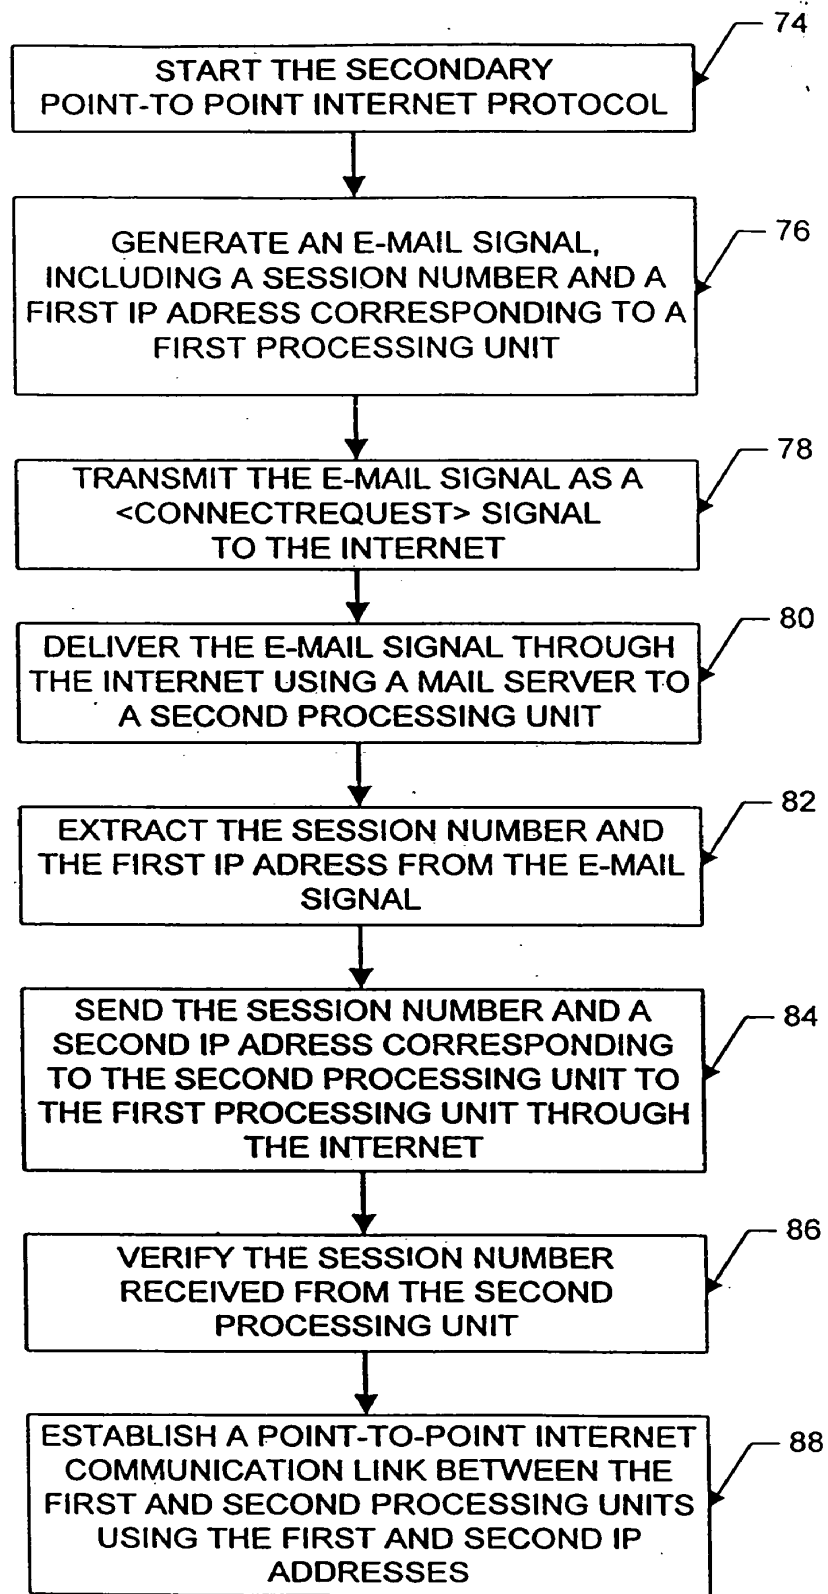 74
START THE SECONDARY
POINT-TO POINT INTERNET PROTOCOL
76
GENERATE AN E-MAIL SIGNAL,
INCLUDING A SESSION NUMBER AND A
FIRST IP ADRESS CORRESPONDING TO A
FIRST PROCESSING UNIT
78
TRANSMIT THE E-MAIL SIGNAL AS A
<CONNECTREQUEST> SIGNAL
TO THE INTERNET
80
DELIVER THE E-MAIL SIGNAL THROUGH
THE INTERNET USING A MAIL SERVER TO
A SECOND PROCESSING UNIT
82
EXTRACT THE SESSION NUMBER AND
THE FIRST IP ADRESS FROM THE E-MAIL
SIGNAL
84
SEND THE SESSION NUMBER AND A
SECOND IP ADRESS CORRESPONDING
TO THE SECOND PROCESSING UNIT TO
THE FIRST PROCESSING UNIT THROUGH
THE INTERNET
86
VERIFY THE SESSION NUMBER
RECEIVED FROM THE SECOND
PROCESSING UNIT
88
ESTABLISH A POINT-TO-POINT INTERNET
COMMUNICATION LINK BETWEEN THE
FIRST AND SECOND PROCESSING UNITS
USING THE FIRST AND SECOND IP
ADDRESSES